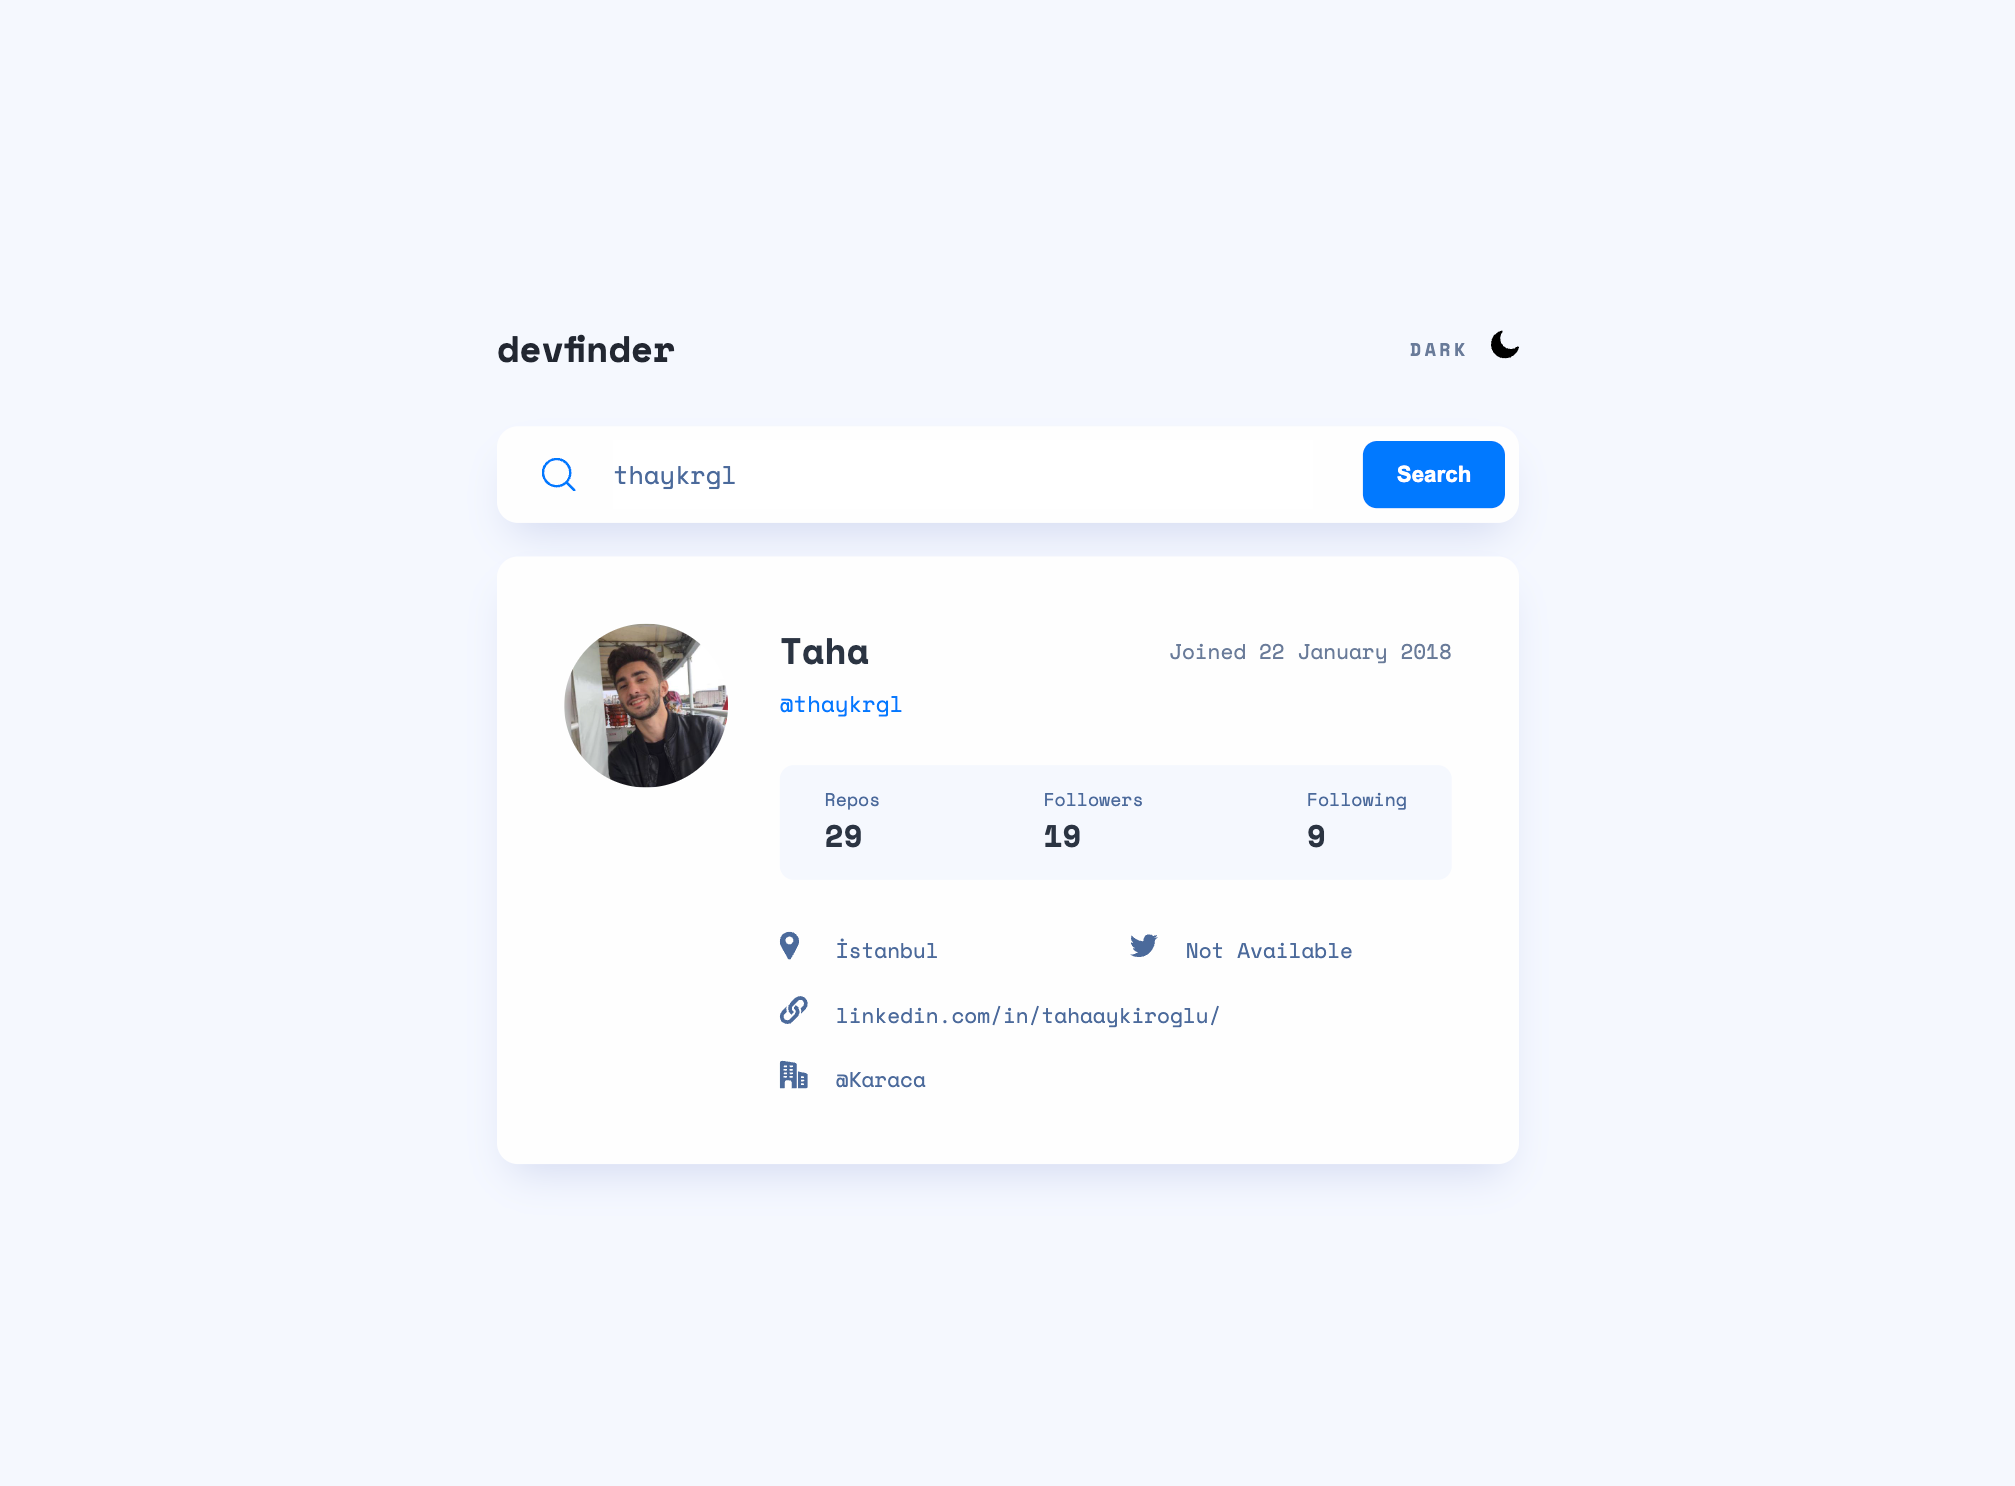 devfinder
DARK
thaykrgl
Search
Taha
Joined 22 January 2018
@thaykrgl
Repos Followers Following
29 19 9
İstanbul
Not Available
linkedin.com/in/tahaaykiroglu/
@Karaca